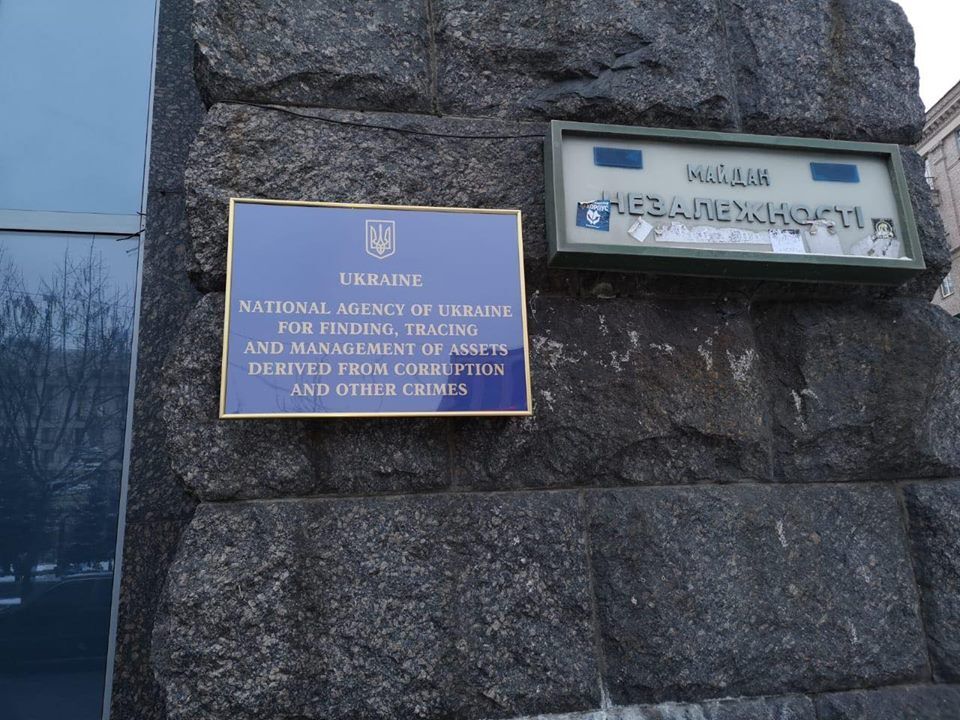 UKRAINE
NATIONAL AGENCY OF UKRAINE
FOR FINDING, TRACING
AND MANAGEMENT OF ASSETS
DERIVED FROM CORRUPTION
AND OTHER CRIMES
МАЙДАН
НЕЗАЛЕЖНОСТІ